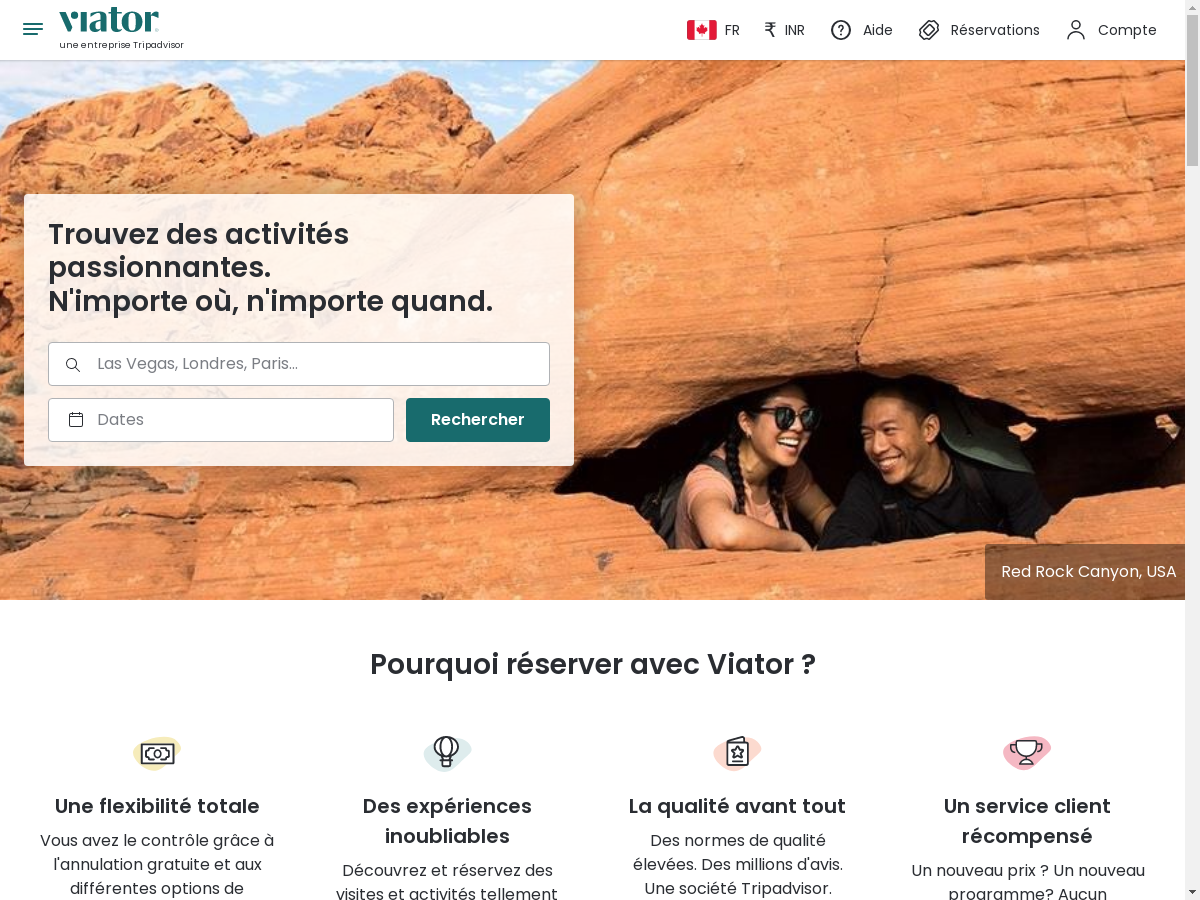 viator
une entreprise Tripadvisor
FR
₹ INR
Aide
Réservations
Compte
Trouvez des activités
passionnantes.
N'importe où, n'importe quand.
Las Vegas, Londres, Paris...
Dates
Rechercher
Red Rock Canyon, USA
Pourquoi réserver avec Viator ?
Une flexibilité totale
Vous avez le contrôle grâce à
l'annulation gratuite et aux
différentes options de
Des expériences
inoubliables
Découvrez et réservez des
visites et activités tellement
La qualité avant tout
Des normes de qualité
élevées. Des millions d'avis.
Une société Tripadvisor.
Un service client
récompensé
Un nouveau prix ? Un nouveau
programme? Aucun